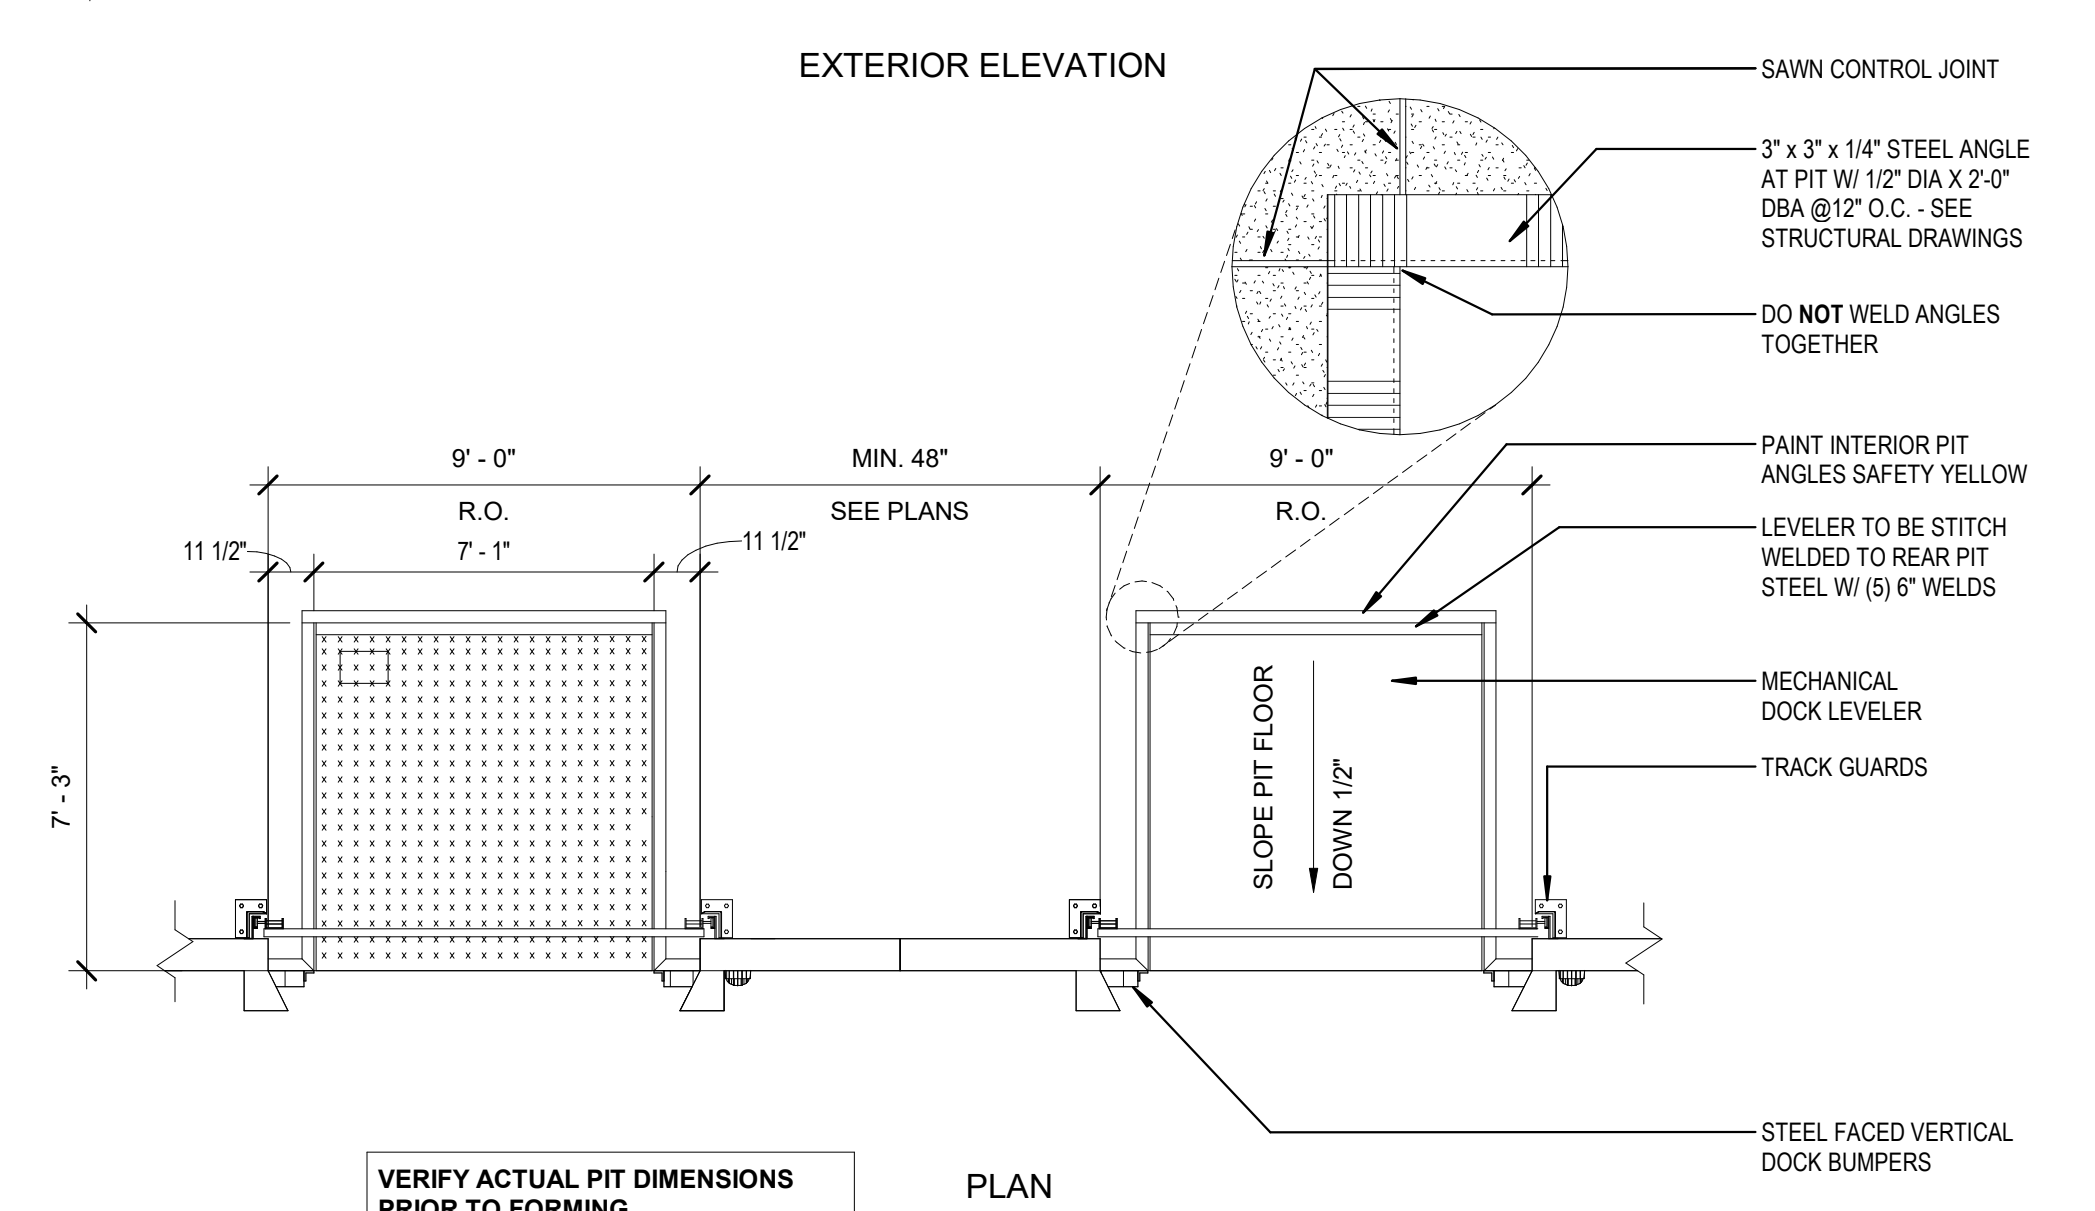 EXTERIOR ELEVATION
SAWN CONTROL JOINT
3" x 3" x 1/4" STEEL ANGLE
AT PIT W/ 1/2" DIA X 2'-0"
DBA @12" O.C. - SEE
STRUCTURAL DRAWINGS
DO NOT WELD ANGLES
TOGETHER
PAINT INTERIOR PIT
ANGLES SAFETY YELLOW
LEVELER TO BE STITCH
WELDED TO REAR PIT
STEEL W/ (5) 6" WELDS
MECHANICAL
DOCK LEVELER
TRACK GUARDS
STEEL FACED VERTICAL
DOCK BUMPERS
9' - 0"
R.O.
MIN. 48"
SEE PLANS
9' - 0"
R.O.
11 1/2"
7' - 1"
11 1/2"
7' - 3"
SLOPE PIT FLOOR
DOWN 1/2"
VERIFY ACTUAL PIT DIMENSIONS
PRIOR TO FORMING
PLAN